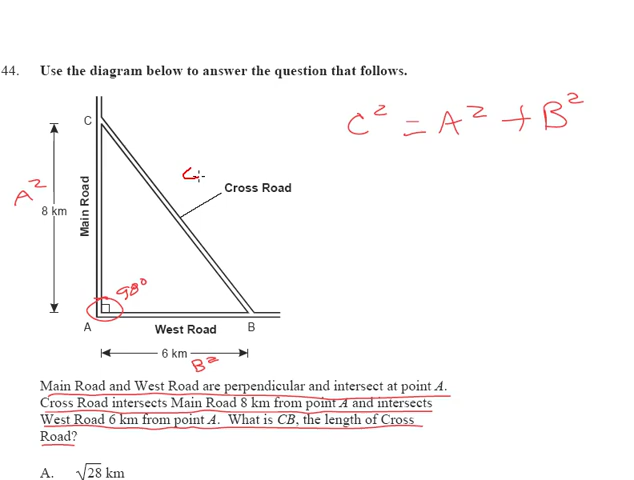 44. Use the diagram below to answer the question that follows.
C² = A² + B²
C
C
A²
8 km
Main Road
Cross Road
90°
A
West Road
B
6 km
B²
Main Road and West Road are perpendicular and intersect at point A.
Cross Road intersects Main Road 8 km from point A and intersects
West Road 6 km from point A. What is CB, the length of Cross
Road?
A. √28 km